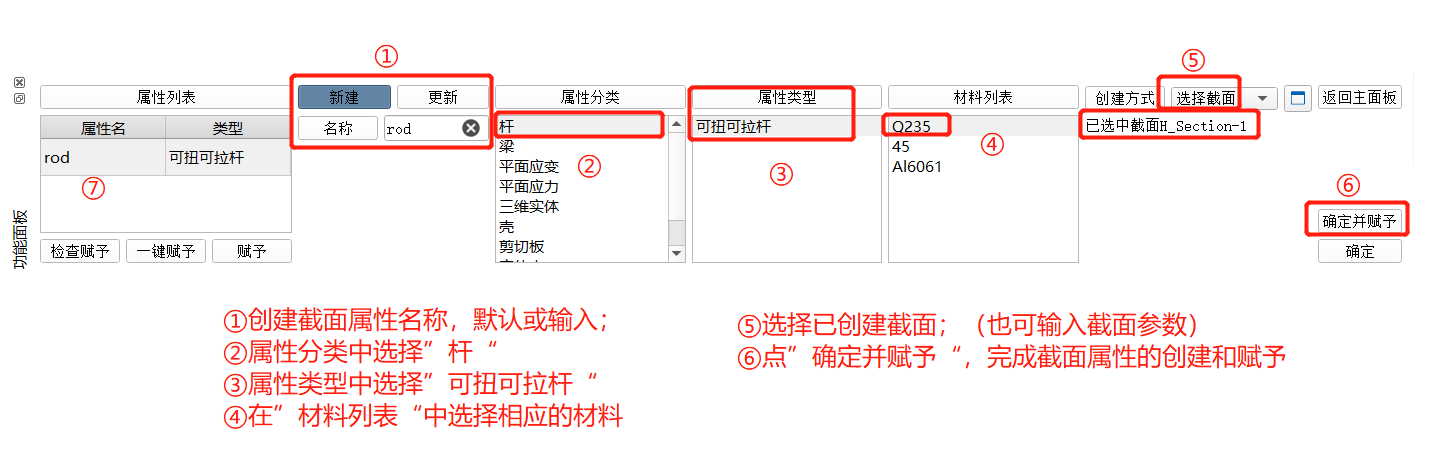 ①
⑤
属性列表
新建
更新
属性分类
属性类型
材料列表
创建方式
选择截面
返回主面板
属性名
类型
名称
rod
杆
可扭可拉杆
Q235
已选中截面H_Section-1
rod
可扭可拉杆
梁
45
平面应变
②
③
④
Al6061
⑦
平面应力
⑥
三维实体
壳
确定并赋予
剪切板
功能面板
检查赋予
一键赋予
赋予
确定
①创建截面属性名称，默认或输入；
②属性分类中选择”杆“
③属性类型中选择”可扭可拉杆“
④在”材料列表“中选择相应的材料
⑤选择已创建截面；（也可输入截面参数）
⑥点”确定并赋予“，完成截面属性的创建和赋予